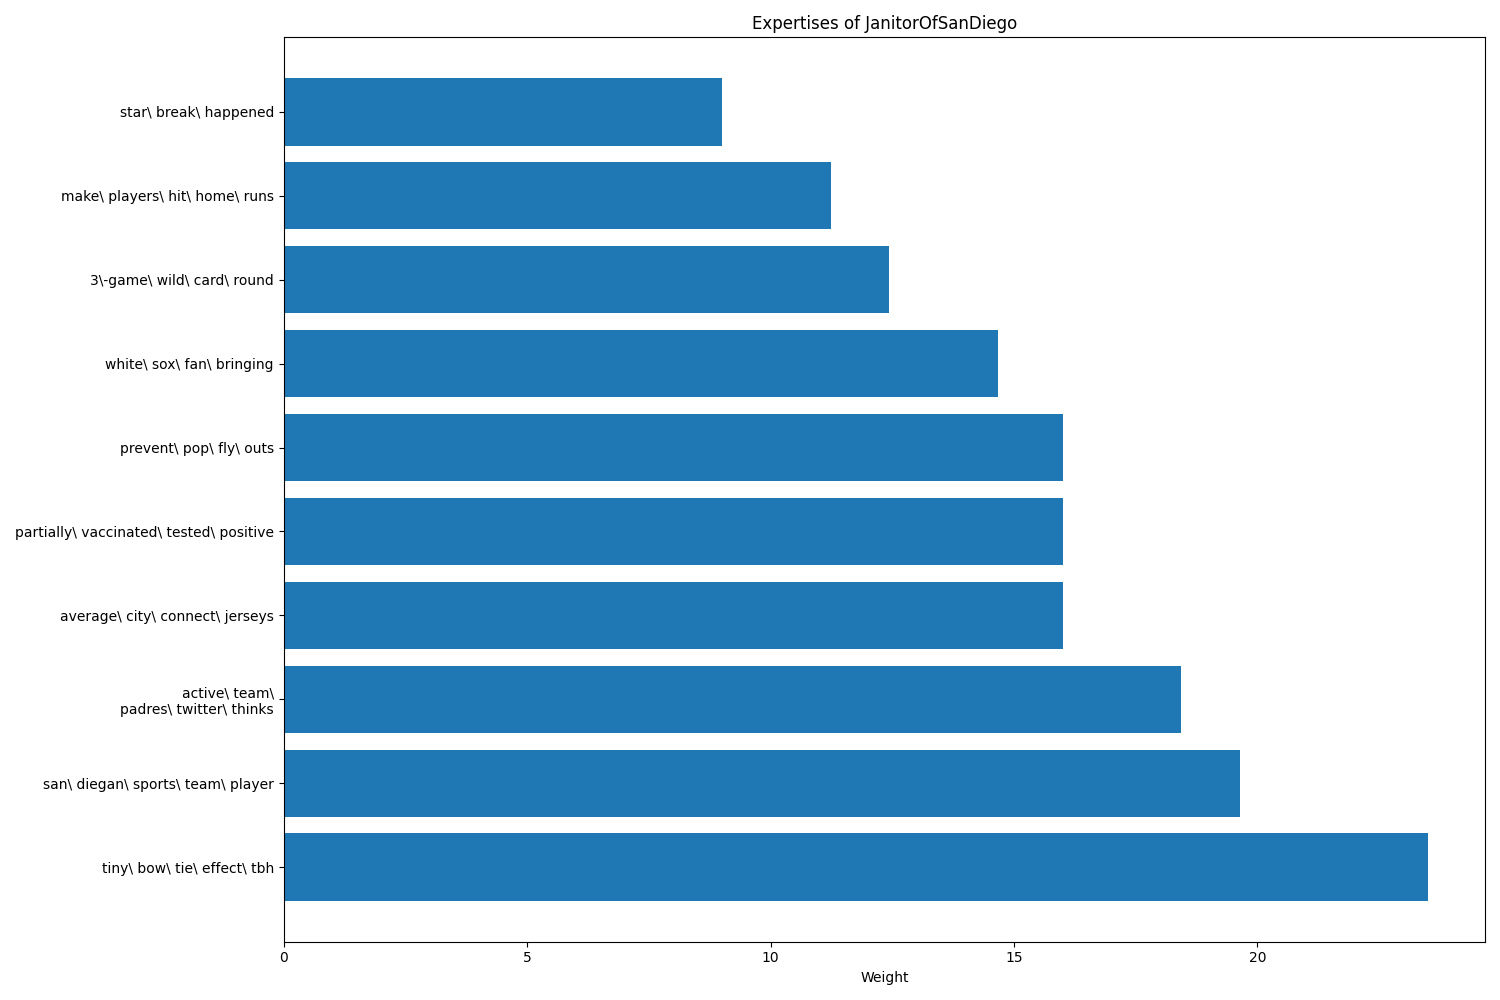 Expertises of JanitorOfSanDiego
star\ break\ happened
make\ players\ hit\ home\ runs
3\-game\ wild\ card\ round
white\ sox\ fan\ bringing
prevent\ pop\ fly\ outs
partially\ vaccinated\ tested\ positive
average\ city\ connect\ jerseys
active\ team\
padres\ twitter\ thinks
san\ diegan\ sports\ team\ player
tiny\ bow\ tie\ effect\ tbh
0 5 10 15 20
Weight